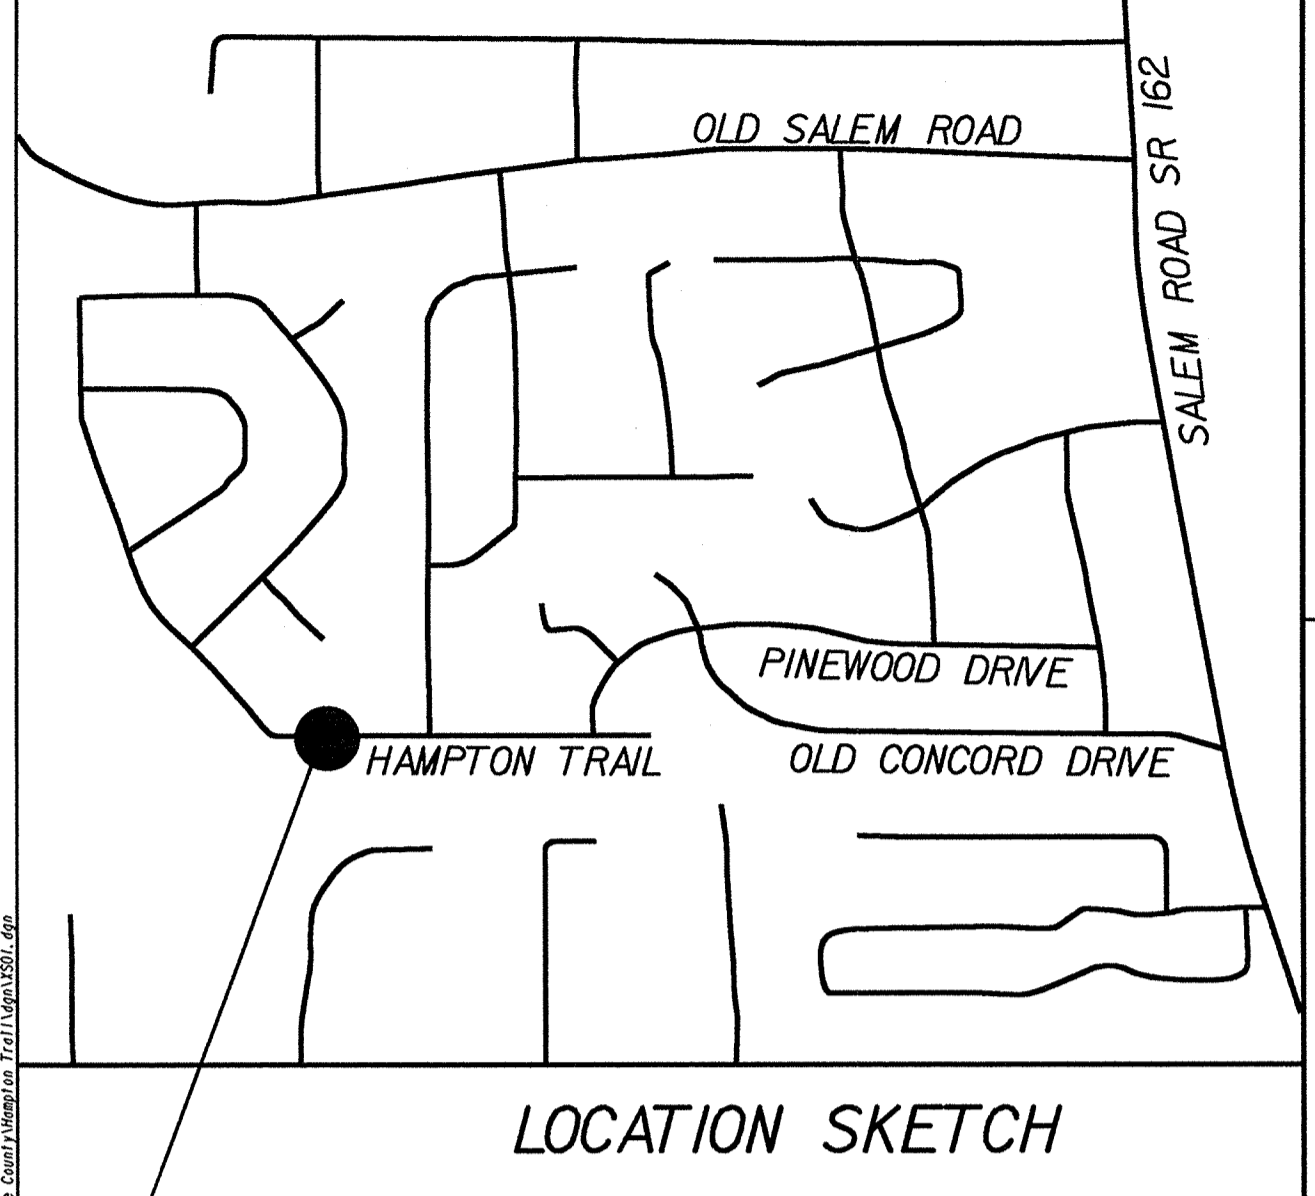 OLD SALEM ROAD
SALEM ROAD SR 162
PINEWOOD DRIVE
HAMPTON TRAIL
OLD CONCORD DRIVE
LOCATION SKETCH
County\Hampton Trail\dgn\XS01.dgn